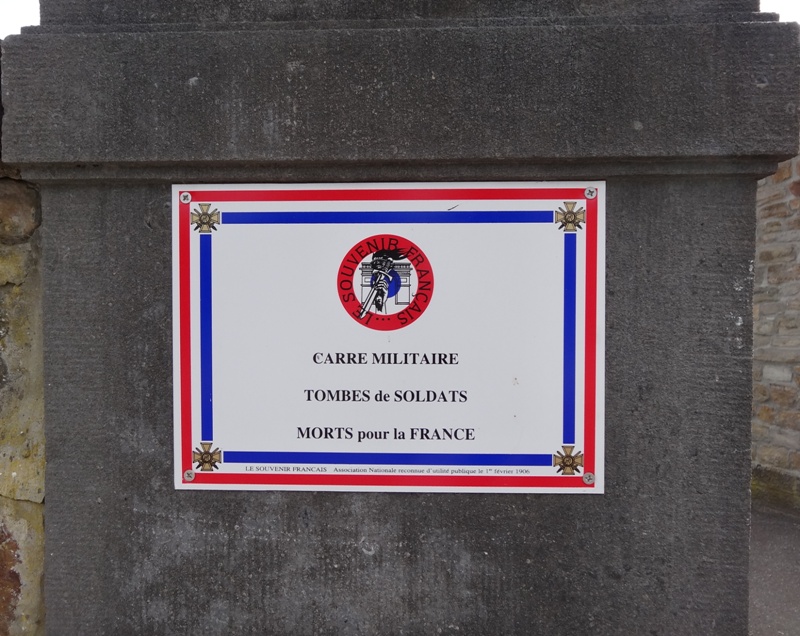 LE SOUVENIR FRANÇAIS...
CARRE MILITAIRE
TOMBES de SOLDATS
MORTS pour la FRANCE
LE SOUVENIR FRANCAIS Association Nationale reconnue d'utilité publique le 1er février 1906